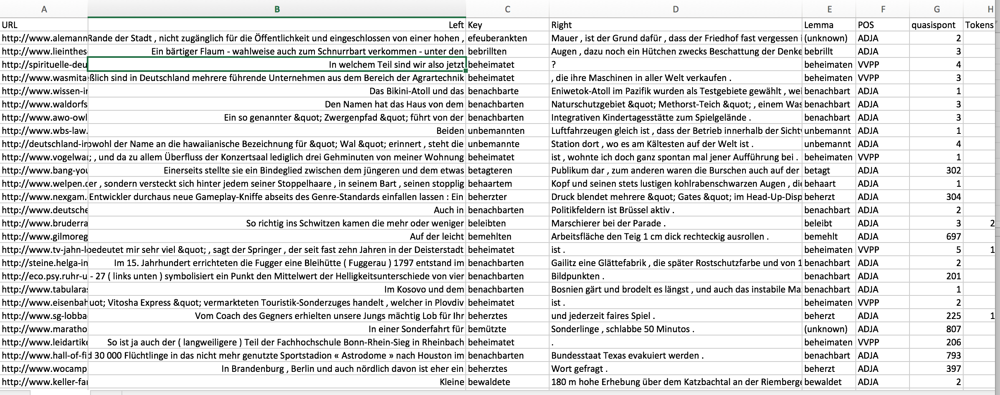 A B C D E F G H
URL Left Key Right Lemma POS quasispont Tokens
http://www.alemann Rande der Stadt , nicht zugänglich für die Öffentlichkeit und eingeschlossen von einer hohen , efeuberankten Mauer , ist der Grund dafür , dass der Friedhof fast vergessen i (unknown) ADJA 2
http://www.lieinthes Ein bärtiger Flaum - wahlweise auch zum Schnurrbart verkommen - unter den bebrillten Augen , dazu noch ein Hütchen zwecks Beschattung der Denke bebrillt ADJA 3
http://spirituelle-deu In welchem Teil sind wir also jetzt beheimatet ? beheimaten VVPP 4
http://www.wasmita ßlich sind in Deutschland mehrere führende Unternehmen aus dem Bereich der Agrartechnik beheimatet , die ihre Maschinen in aller Welt verkaufen . beheimaten VVPP 3
http://www.wissen-in Das Bikini-Atoll und das benachbarte Eniwetok-Atoll im Pazifik wurden als Testgebiete gewählt , wei benachbart ADJA 1
http://www.waldorfs Den Namen hat das Haus von dem benachbarten Naturschutzgebiet &quot; Methorst-Teich &quot; , einem Was benachbart ADJA 3
http://www.awo-owl Ein so genannter &quot; Zwergenpfad &quot; führt von der benachbarten Integrativen Kindertagesstätte zum Spielgelände . benachbart ADJA 3
http://www.wbs-law. Beiden unbemannten Luftfahrzeugen gleich ist , dass der Betrieb innerhalb der Sicht unbemannt ADJA 1
http://deutschland-in owohl der Name an die hawaiianische Bezeichnung für &quot; Wal &quot; erinnert , steht die unbemannte Station dort , wo es am Kältesten auf der Welt ist . unbemannt ADJA 4
http://www.vogelwar ; , und da zu allem Überfluss der Konzertsaal lediglich drei Gehminuten von meiner Wohnung beheimatet ist , wohnte ich doch ganz spontan mal jener Aufführung bei . beheimaten VVPP 1
http://www.bang-you Einerseits stellte sie ein Bindeglied zwischen dem jüngeren und dem etwas betagteren Publikum dar , zum anderen waren die Burschen auch auf der betagt ADJA 302
http://www.welpen.d er , sondern versteckt sich hinter jedem seiner Stoppelhaare , in seinem Bart , seinen stopplig behaartem Kopf und seinen stets lustigen kohlrabenschwarzen Augen , die behaart ADJA 1
http://www.nexgam. Entwickler durchaus neue Gameplay-Kniffe abseits des Genre-Standards einfallen lassen : Ein beherzter Druck blendet mehrere &quot; Gates &quot; im Head-Up-Disp beherzt ADJA 304
http://www.deutsche Auch in benachbarten Politikfeldern ist Brüssel aktiv . benachbart ADJA 2
http://www.bruderra So richtig ins Schwitzen kamen die mehr oder weniger beleibten Marschierer bei der Parade . beleibt ADJA 3 2
http://www.gilmoreg Auf der leicht bemehlten Arbeitsfläche den Teig 1 cm dick rechteckig ausrollen . bemehlt ADJA 697
http://www.tv-jahn-l bedeutet mir sehr viel &quot; , sagt der Springer , der seit fast zehn Jahren in der Deisterstadt beheimatet ist . beheimaten VVPP 5 1
http://steine.helga-in Im 15. Jahrhundert errichteten die Fugger eine Bleihütte ( Fuggerau ) 1797 entstand im benachbarten Gailitz eine Glättefabrik , die später Rostschutzfarbe und von 1 benachbart ADJA 2
http://eco.psy.ruhr-u - 27 ( links unten ) symbolisiert ein Punkt den Mittelwert der Helligkeitsunterschiede von vier benachbarten Bildpunkten . benachbart ADJA 201
http://www.tabularas Im Kosovo und dem benachbarten Bosnien gärt und brodelt es längst , und auch das instabile Ma benachbart ADJA 1
http://www.eisenbah uot; Vitosha Express &quot; vermarkteten Touristik-Sonderzuges handelt , welcher in Plovdiv beheimatet ist . beheimaten VVPP 2
http://www.sg-lobba Vom Coach des Gegners erhielten unsere Jungs mächtig Lob für Ihr beherztes und jederzeit faires Spiel . beherzt ADJA 225 1
http://www.maratho In einer Sonderfahrt für bemützte Sonderlinge , schlabbe 50 Minutos . (unknown) ADJA 807
http://www.leidartike So ist ja auch der ( langweiligere ) Teil der Fachhochschule Bonn-Rhein-Sieg in Rheinbach beheimatet . beheimaten VVPP 206
http://www.hall-of-fi d 30 000 Flüchtlinge in das nicht mehr genutzte Sportstadion « Astrodome » nach Houston im benachbarten Bundesstaat Texas evakuiert werden . benachbart ADJA 793
http://www.wocamp In Brandenburg , Berlin und auch nördlich davon ist eher ein beherztes Wort gefragt . beherzt ADJA 397
http://www.keller-fa Kleine bewaldete 180 m hohe Erhebung über dem Katzbachtal an der Riemberge bewaldet ADJA 2